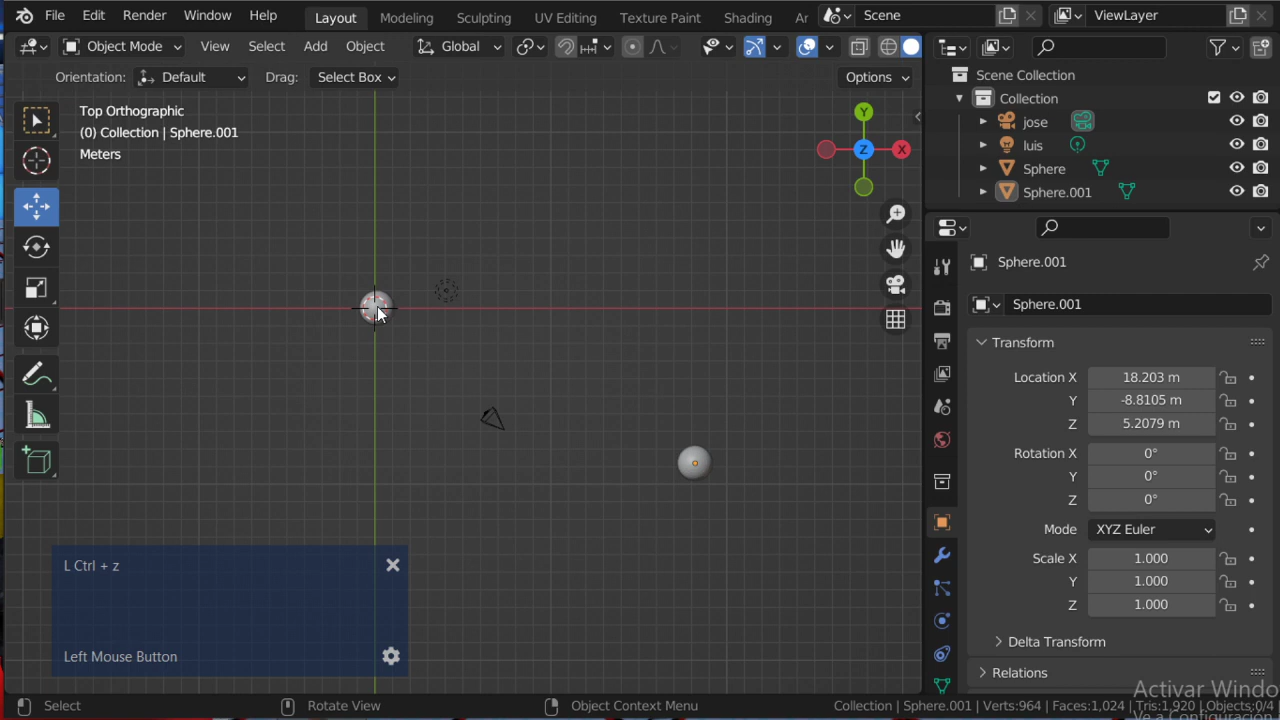 File Edit Render Window Help Layout Modeling Sculpting UV Editing Texture Paint Shading Ar Scene ViewLayer
Object Mode View Select Add Object Global
Orientation: Default Drag: Select Box Options
Top Orthographic
(0) Collection | Sphere.001
Meters
Y
X
Z
Scene Collection
Collection
jose
luis
Sphere
Sphere.001
Sphere.001
Sphere.001
Transform
Location X 18.203 m
Y -8.8105 m
Z 5.2079 m
Rotation X 0°
Y 0°
Z 0°
Mode XYZ Euler
Scale X 1.000
Y 1.000
Z 1.000
Delta Transform
Relations
L Ctrl + z
Left Mouse Button
Activar Windo
Select Rotate View Object Context Menu Collection | Sphere.001 | Verts:964 | Faces:1,024 | Tris:1,920 | Objects:0/4